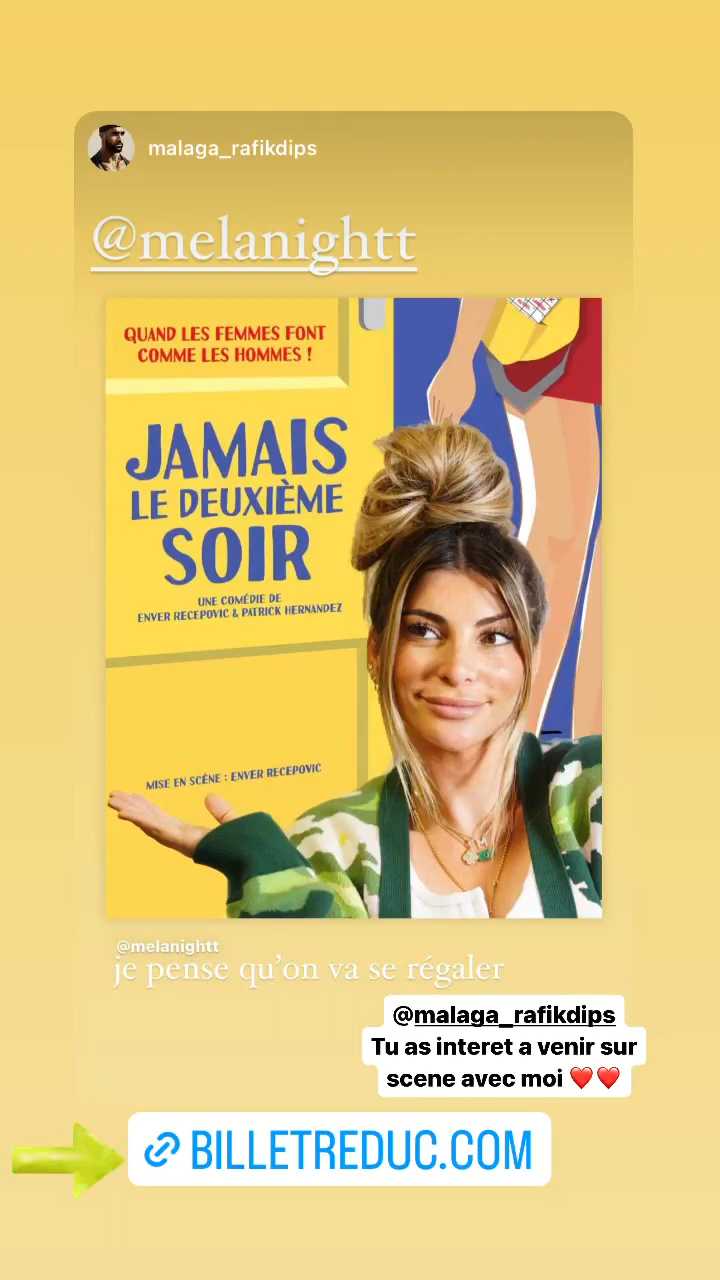 malaga_rafikdips
@melanightt
QUAND LES FEMMES FONT
COMME LES HOMMES !
JAMAIS
LE DEUXIÈME
SOIR
UNE COMÉDIE DE
ENVER RECEPOVIC & PATRICK HERNANDEZ
MISE EN SCÈNE : ENVER RECEPOVIC
@melanightt
je pense qu'on va se régaler
@malaga_rafikdips
Tu as interet a venir sur
scene avec moi ❤️❤️
BILLETREDUC.COM